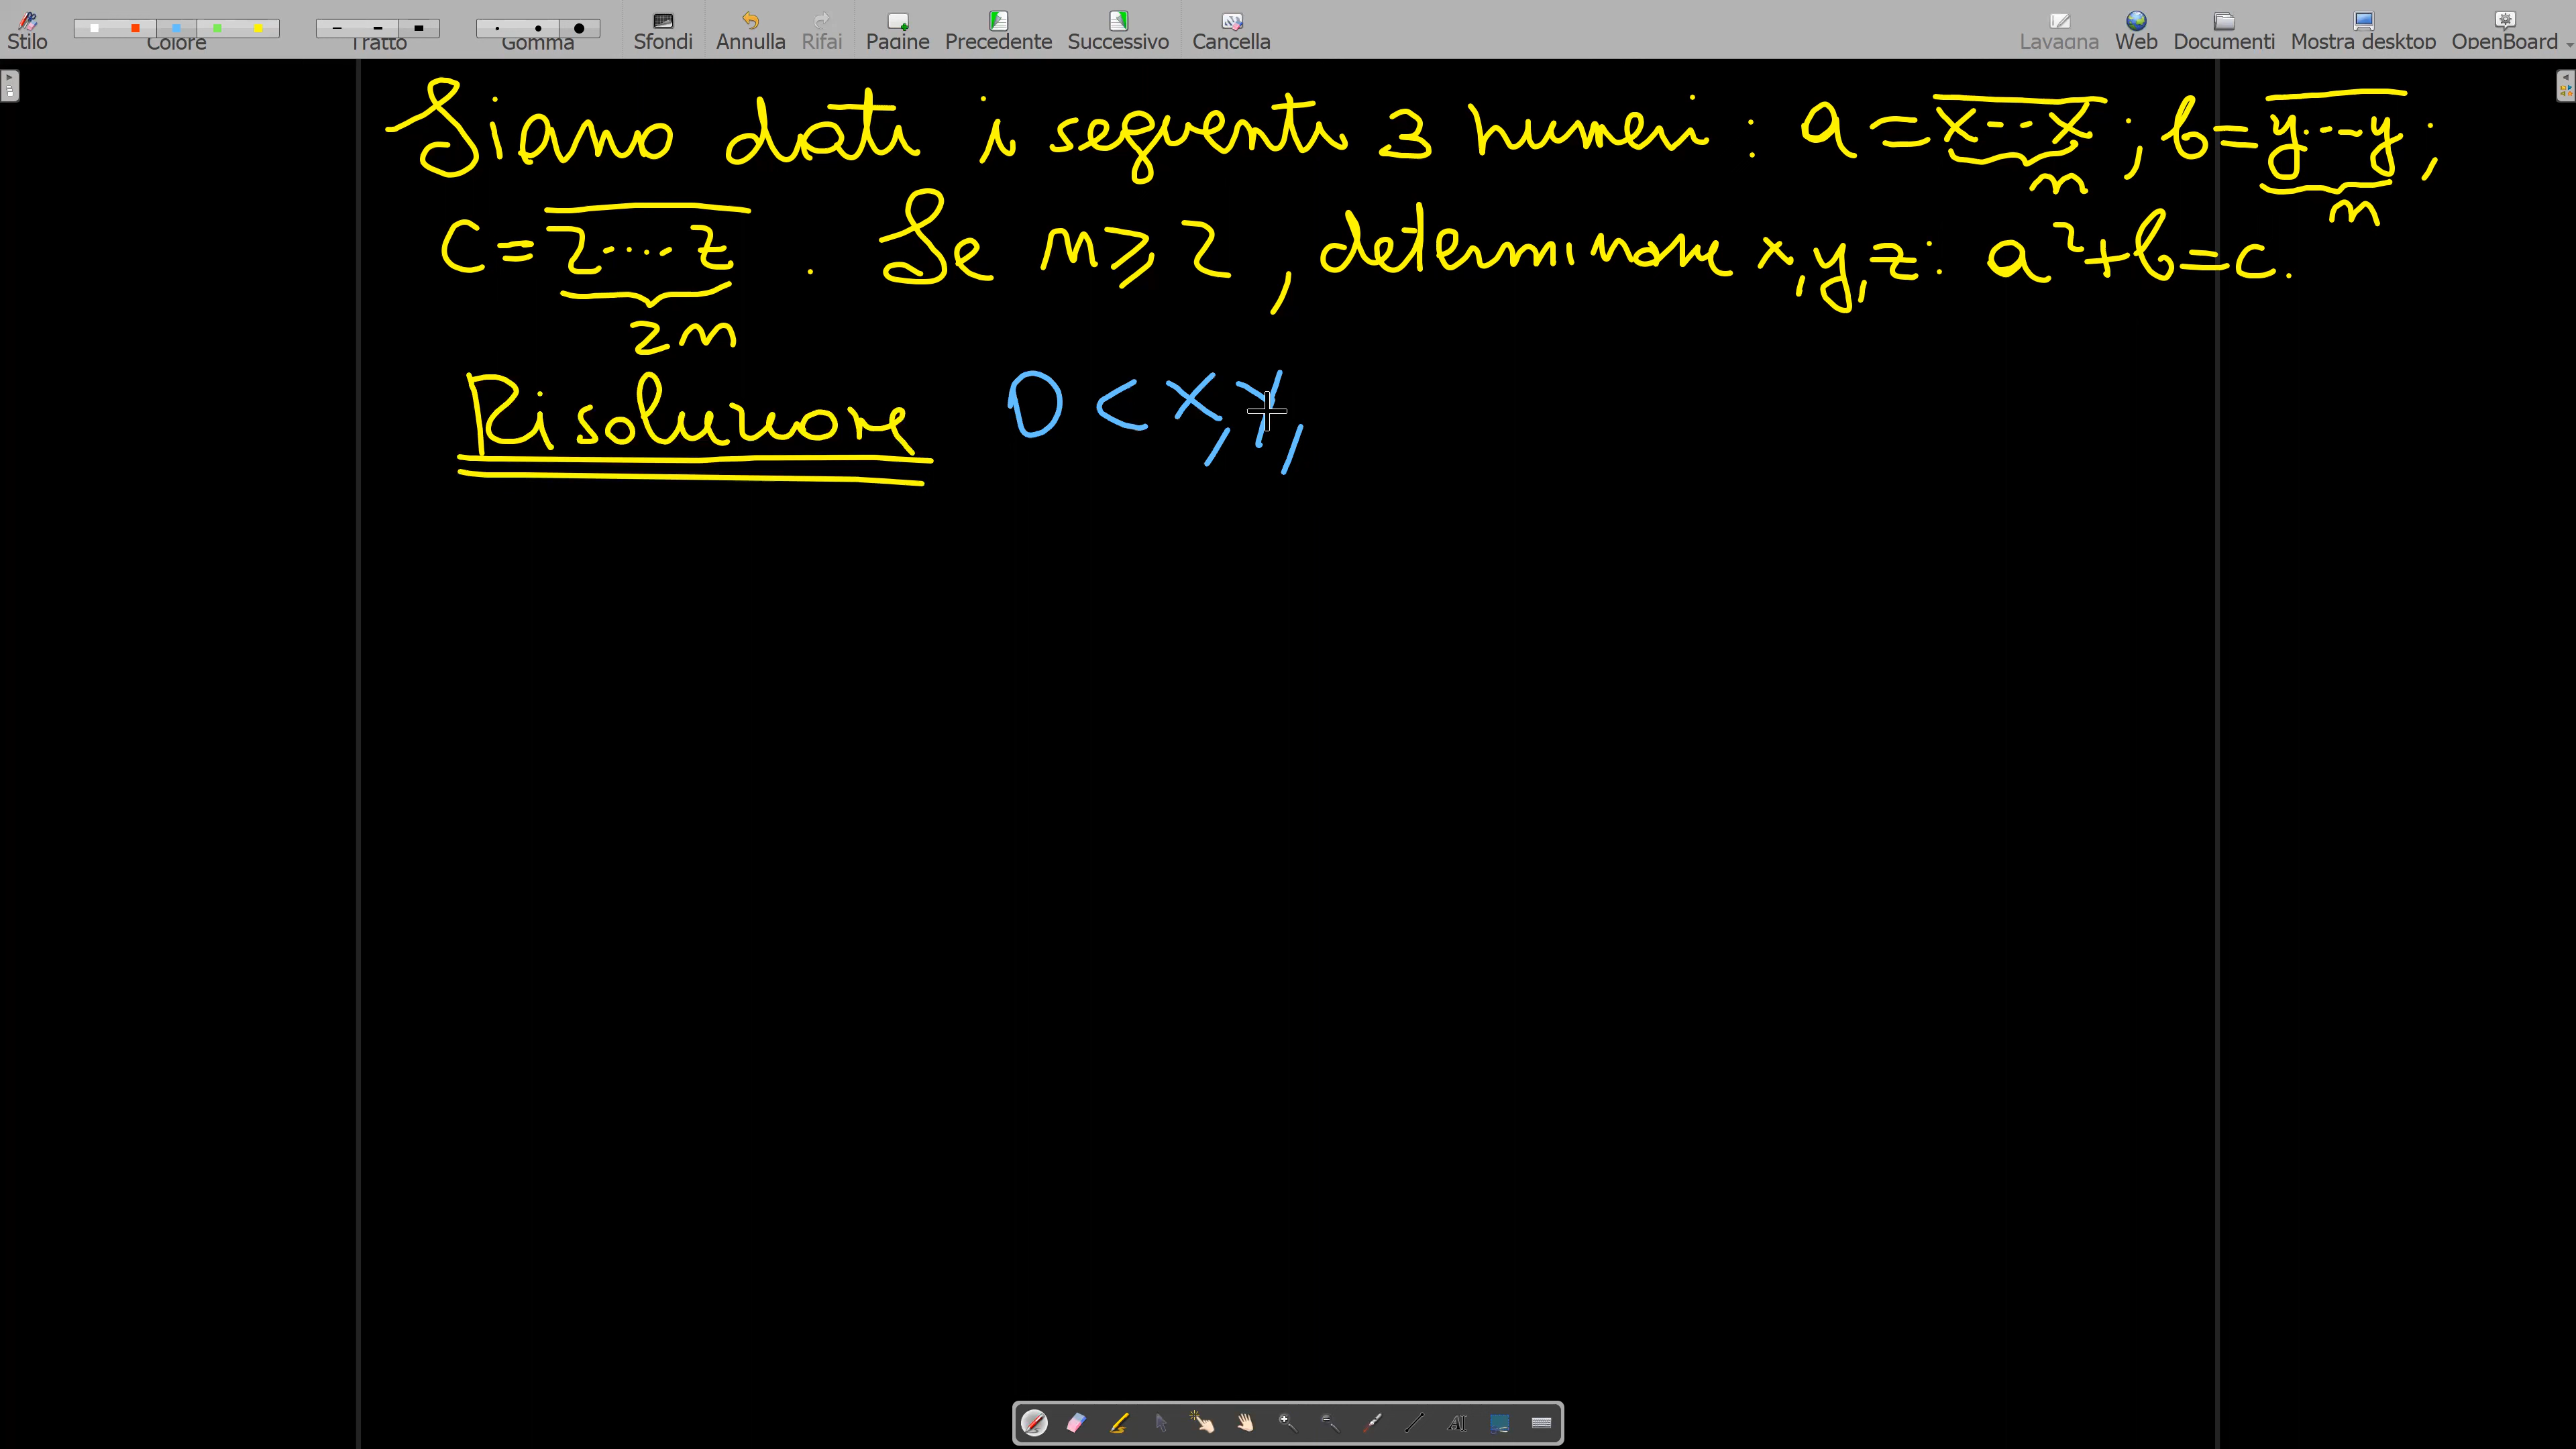 Stilo Colore Tratto Gomma Sfondi Annulla Rifai Pagine Precedente Successivo Cancella Lavagna Web Documenti Mostra desktop OpenBoard
Siano dati i seguenti 3 numeri : a = x--x ; b = y--y ;
n n
c = z....z . Se n ⩾ 2 , determinare x, y, z : a²+b=c.
2n
Risoluzione 0 < x, y,
AI